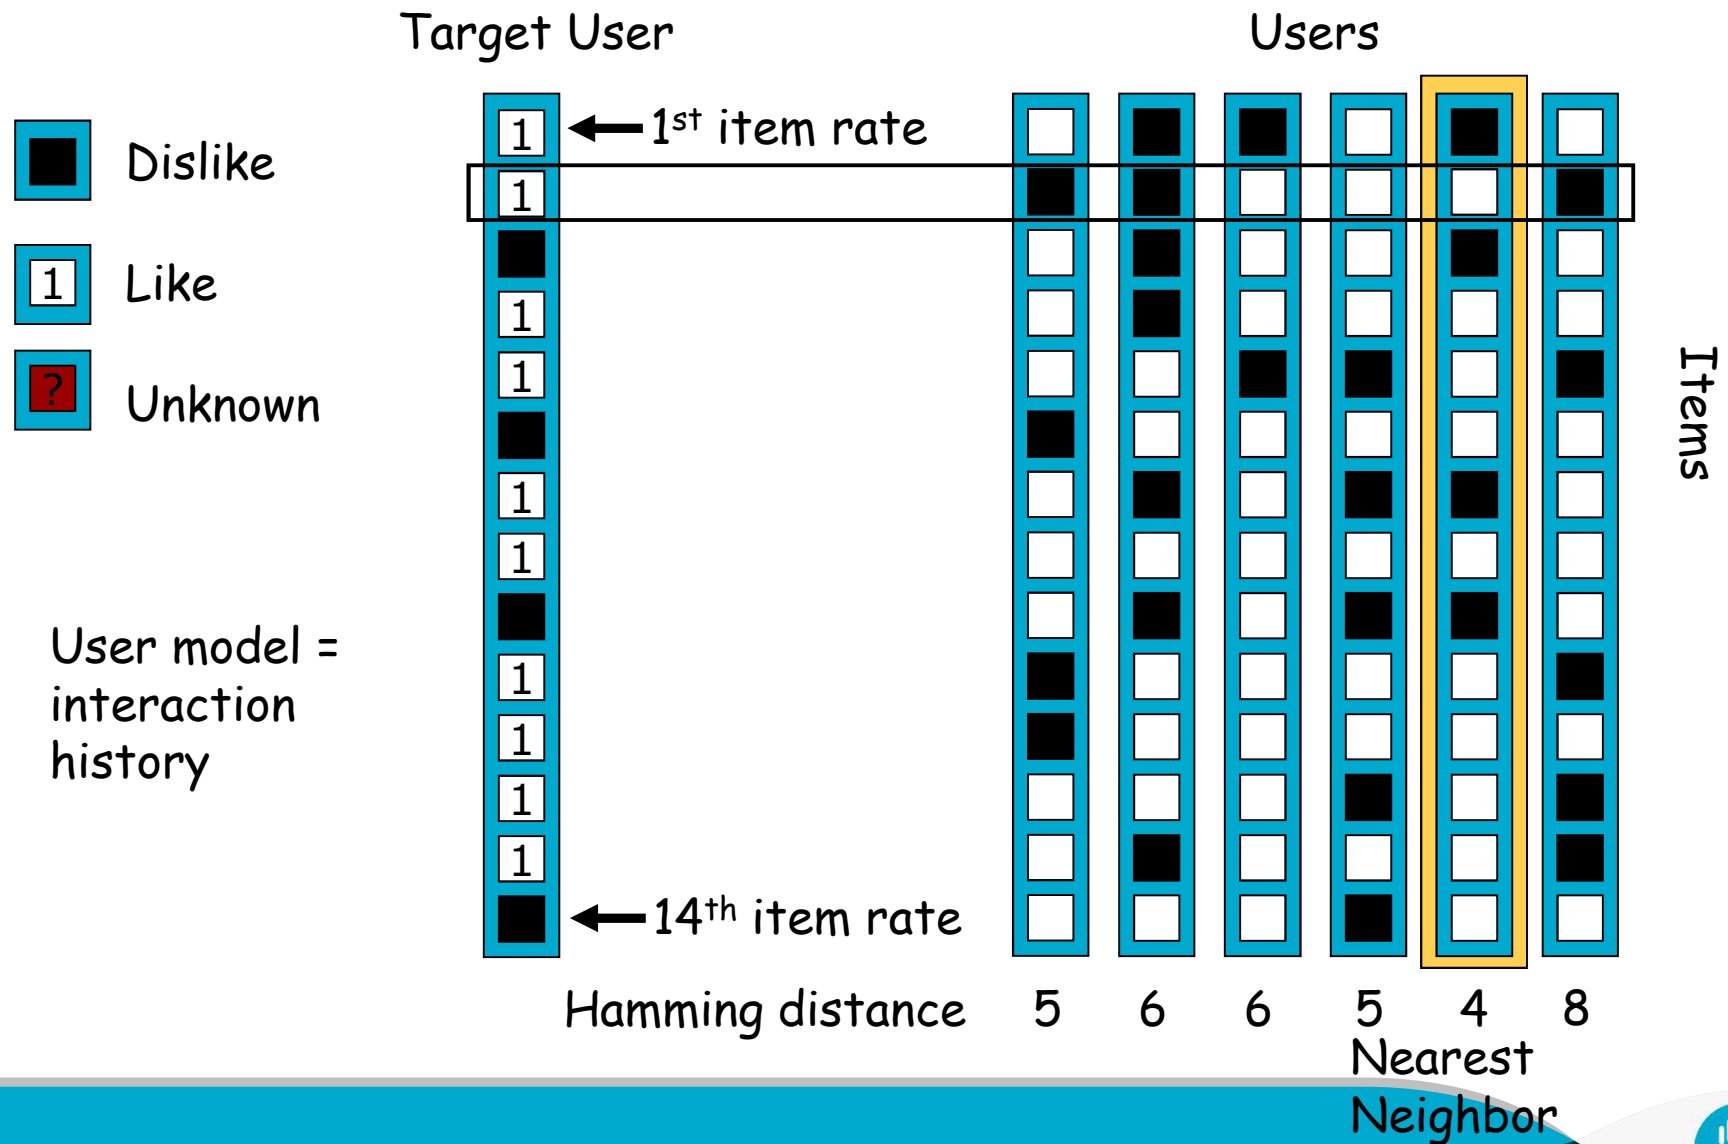 Target User
Users
1 1st item rate
Dislike
1
1 Like
1
1
? Unknown
Items
1
1
User model =
interaction
history
1
1
1
1
14th item rate
Hamming distance 5 6 6 5 4 8
Nearest
Neighbor